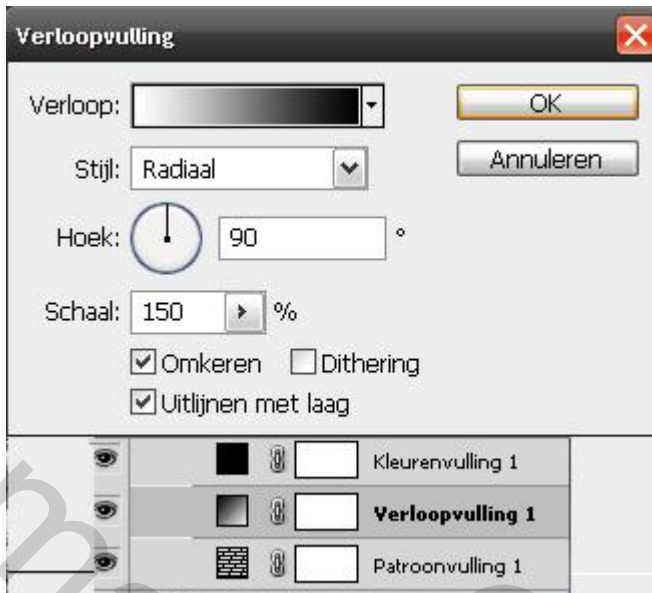 Verloopvulling
Verloop:
OK
Stijl: Radiaal
Annuleren
Hoek: 90 °
Schaal: 150 %
Omkeren Dithering
Uitlijnen met laag
Kleurenvulling 1
Verloopvulling 1
Patroonvulling 1